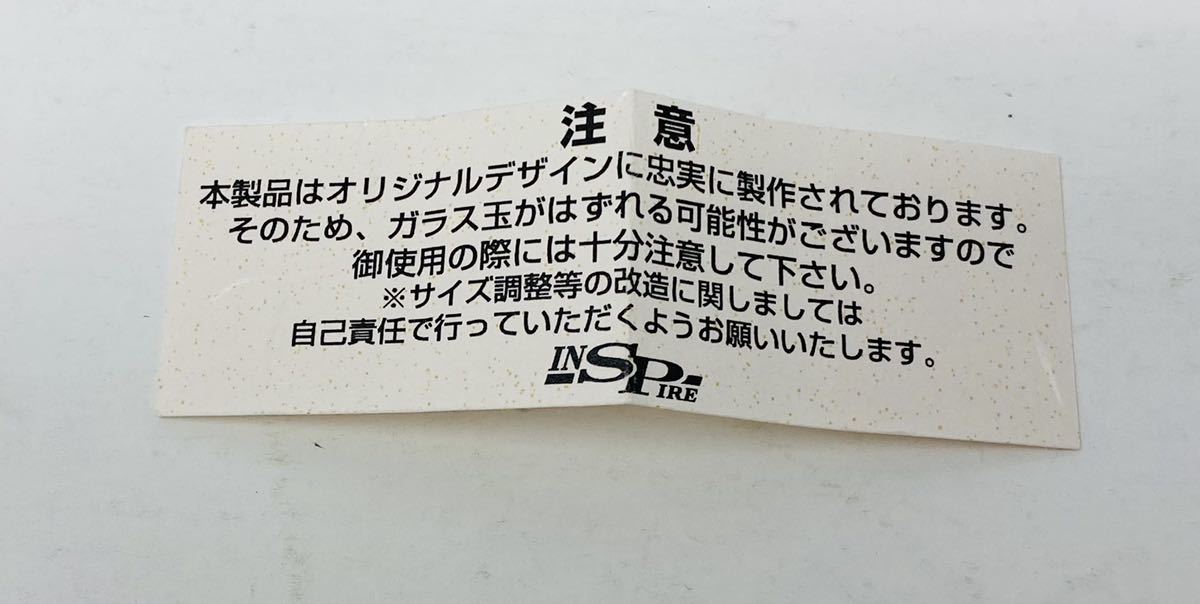 注意
本製品はオリジナルデザインに忠実に製作されております。
そのため、ガラス玉がはずれる可能性がございますので
御使用の際には十分注意して下さい。
※サイズ調整等の改造に関しましては
自己責任で行っていただくようお願いいたします。
INSPIRE